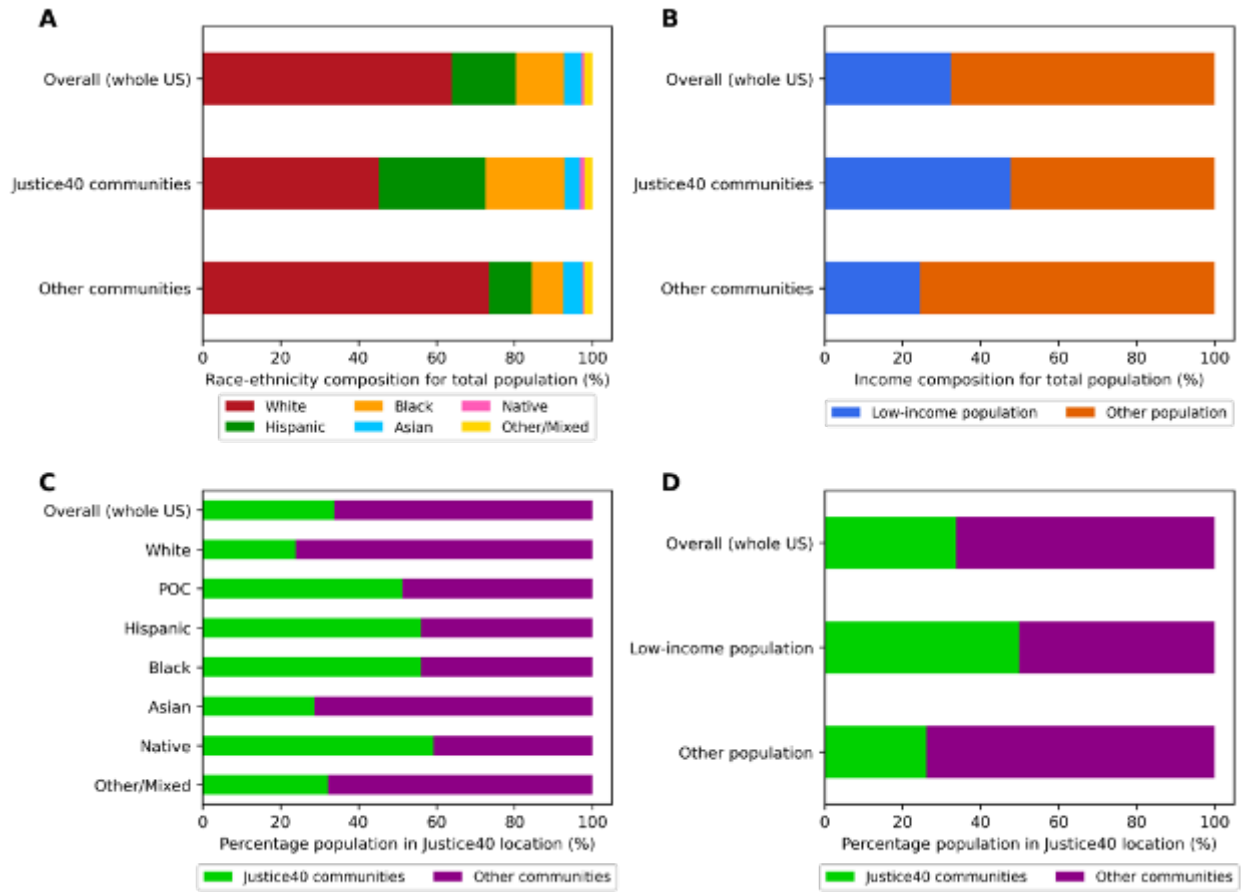 A
Overall (whole US)
Justice40 communities
Other communities
0 20 40 60 80 100
Race-ethnicity composition for total population (%)
White Black Native
Hispanic Asian Other/Mixed
B
Overall (whole US)
Justice40 communities
Other communities
0 20 40 60 80 100
Income composition for total population (%)
Low-income population Other population
C
Overall (whole US)
White
POC
Hispanic
Black
Asian
Native
Other/Mixed
0 20 40 60 80 100
Percentage population in Justice40 location (%)
Justice40 communities Other communities
D
Overall (whole US)
Low-income population
Other population
0 20 40 60 80 100
Percentage population in Justice40 location (%)
Justice40 communities Other communities